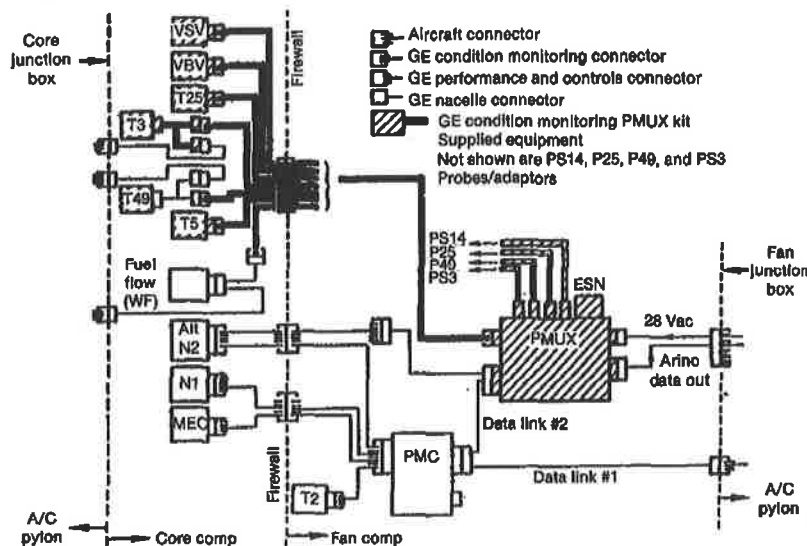 Core
junction
box
VSV
VBV
T25
T3
T49
T5
Firewall
Fuel
flow
(WF)
Alt
N2
N1
MEC
Firewall
T2
Aircraft connector
GE condition monitoring connector
GE performance and controls connector
GE nacelle connector
GE condition monitoring PMUX kit
Supplied equipment
Not shown are PS14, P25, P49, and PS3
Probes/adaptors
PS14
P25
P49
PS3
ESN
PMUX
Fan
junction
box
28 Vac
Arino
data out
Data link #2
PMC
Data link #1
A/C
pylon
Core comp
Fan comp
A/C
pylon